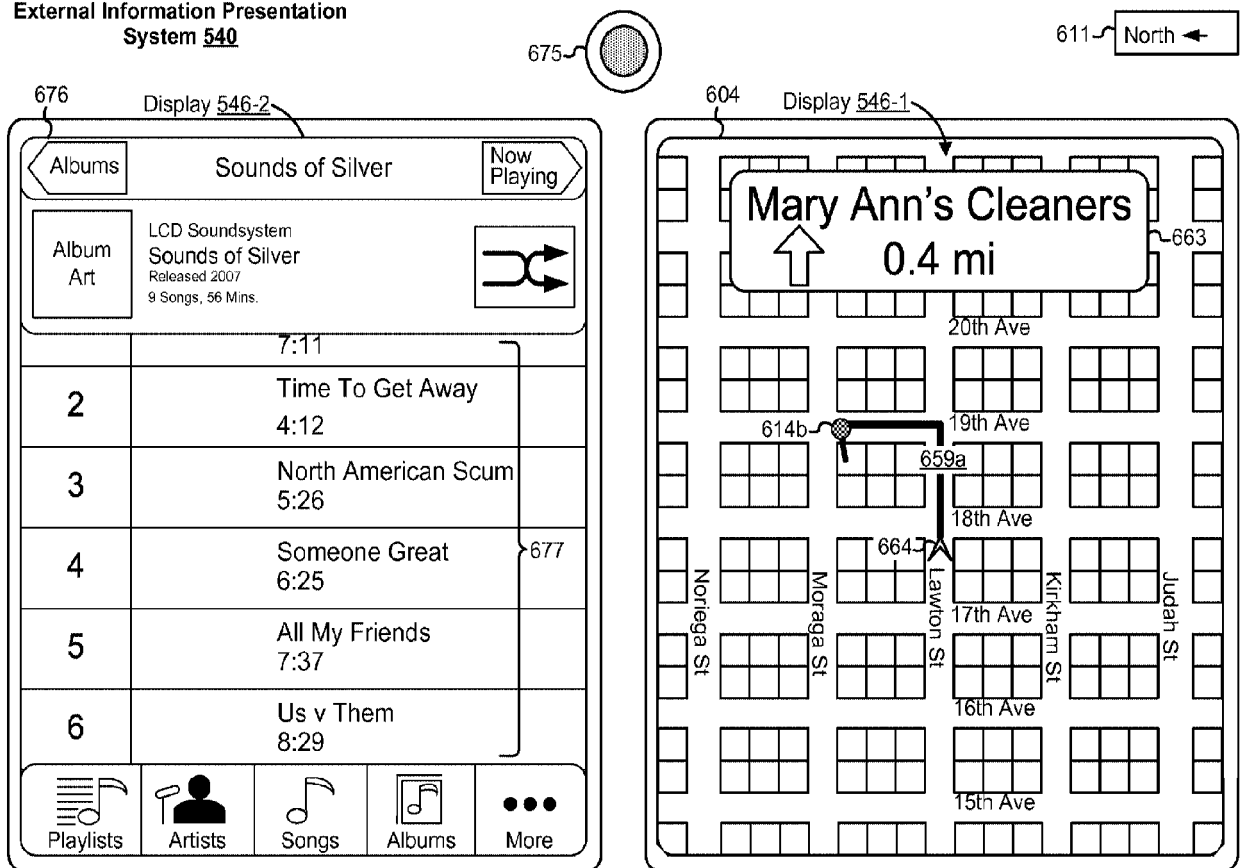 External Information Presentation
System 540
675
611
North
676
Display 546-2
604
Display 546-1
Albums
Sounds of Silver
Now
Playing
Album
Art
LCD Soundsystem
Sounds of Silver
Released 2007
9 Songs, 56 Mins.
7:11
2
Time To Get Away
4:12
3
North American Scum
5:26
4
Someone Great
6:25
677
5
All My Friends
7:37
6
Us v Them
8:29
Playlists
Artists
Songs
Albums
More
Mary Ann's Cleaners
0.4 mi
663
20th Ave
614b
19th Ave
659a
18th Ave
664
Noriega St
Moraga St
Lawton St
Kirkham St
Judah St
17th Ave
16th Ave
15th Ave